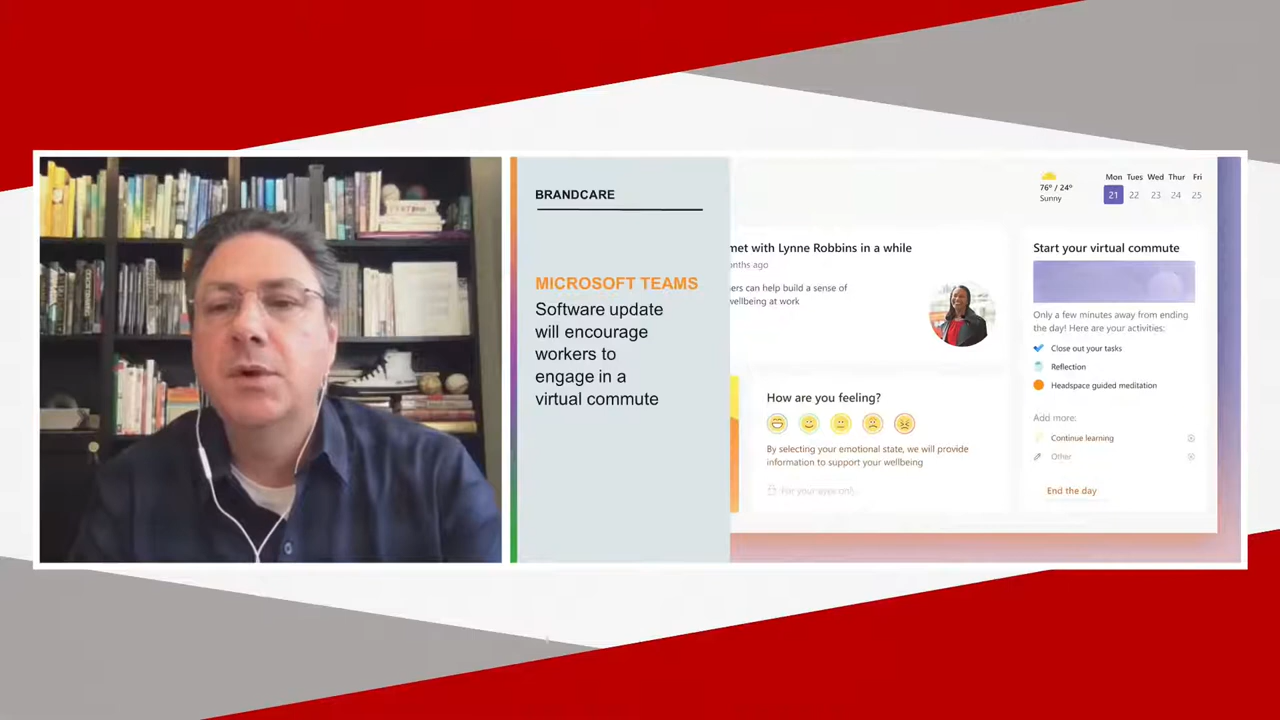 BRANDCARE
MICROSOFT TEAMS
Software update
will encourage
workers to
engage in a
virtual commute
met with Lynne Robbins in a while
nths ago
ers can help build a sense of
wellbeing at work
How are you feeling?
By selecting your emotional state, we will provide
information to support your wellbeing
For your eyes only
76° / 24°
Sunny
Mon Tues Wed Thur Fri
21 22 23 24 25
Start your virtual commute
Only a few minutes away from ending
the day! Here are your activities:
Close out your tasks
Reflection
Headspace guided meditation
Add more:
Continue learning
Other
End the day